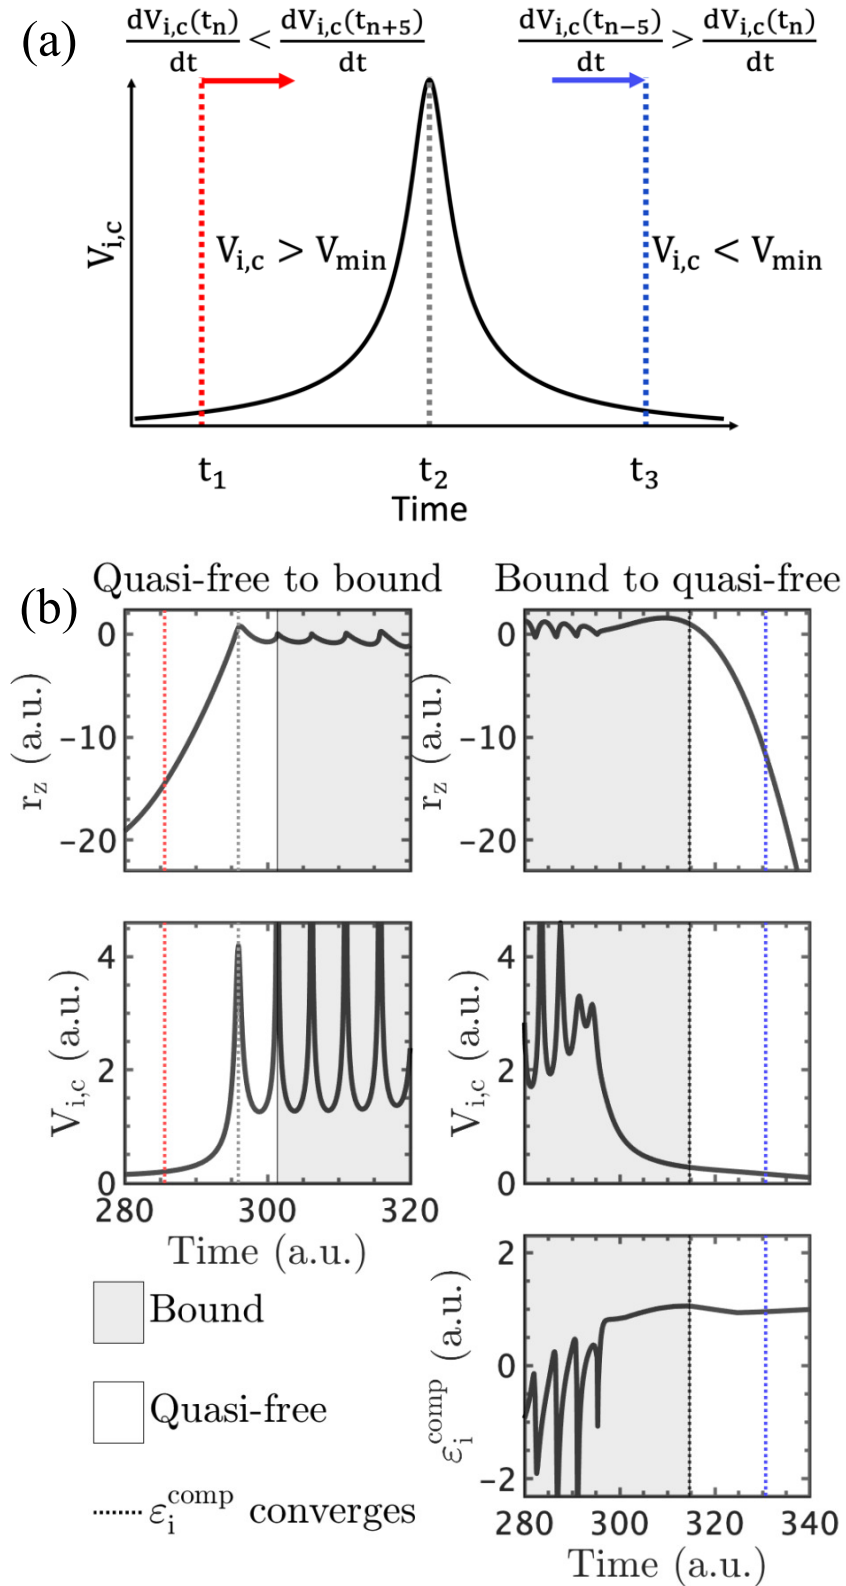 (a)
dV_{i,c}(t_n)/dt < dV_{i,c}(t_{n+5})/dt
dV_{i,c}(t_{n-5})/dt > dV_{i,c}(t_n)/dt
V_{i,c}
V_{i,c} > V_{min}
V_{i,c} < V_{min}
t_1
t_2
t_3
Time
(b)
Quasi-free to bound
Bound to quasi-free
r_z (a.u.)
0
−10
−20
r_z (a.u.)
0
−10
−20
V_{i,c} (a.u.)
4
2
0
280
300
320
Time (a.u.)
V_{i,c} (a.u.)
4
2
0
ε_i^{comp} (a.u.)
2
0
−2
280
300
320
340
Time (a.u.)
Bound
Quasi-free
ε_i^{comp} converges